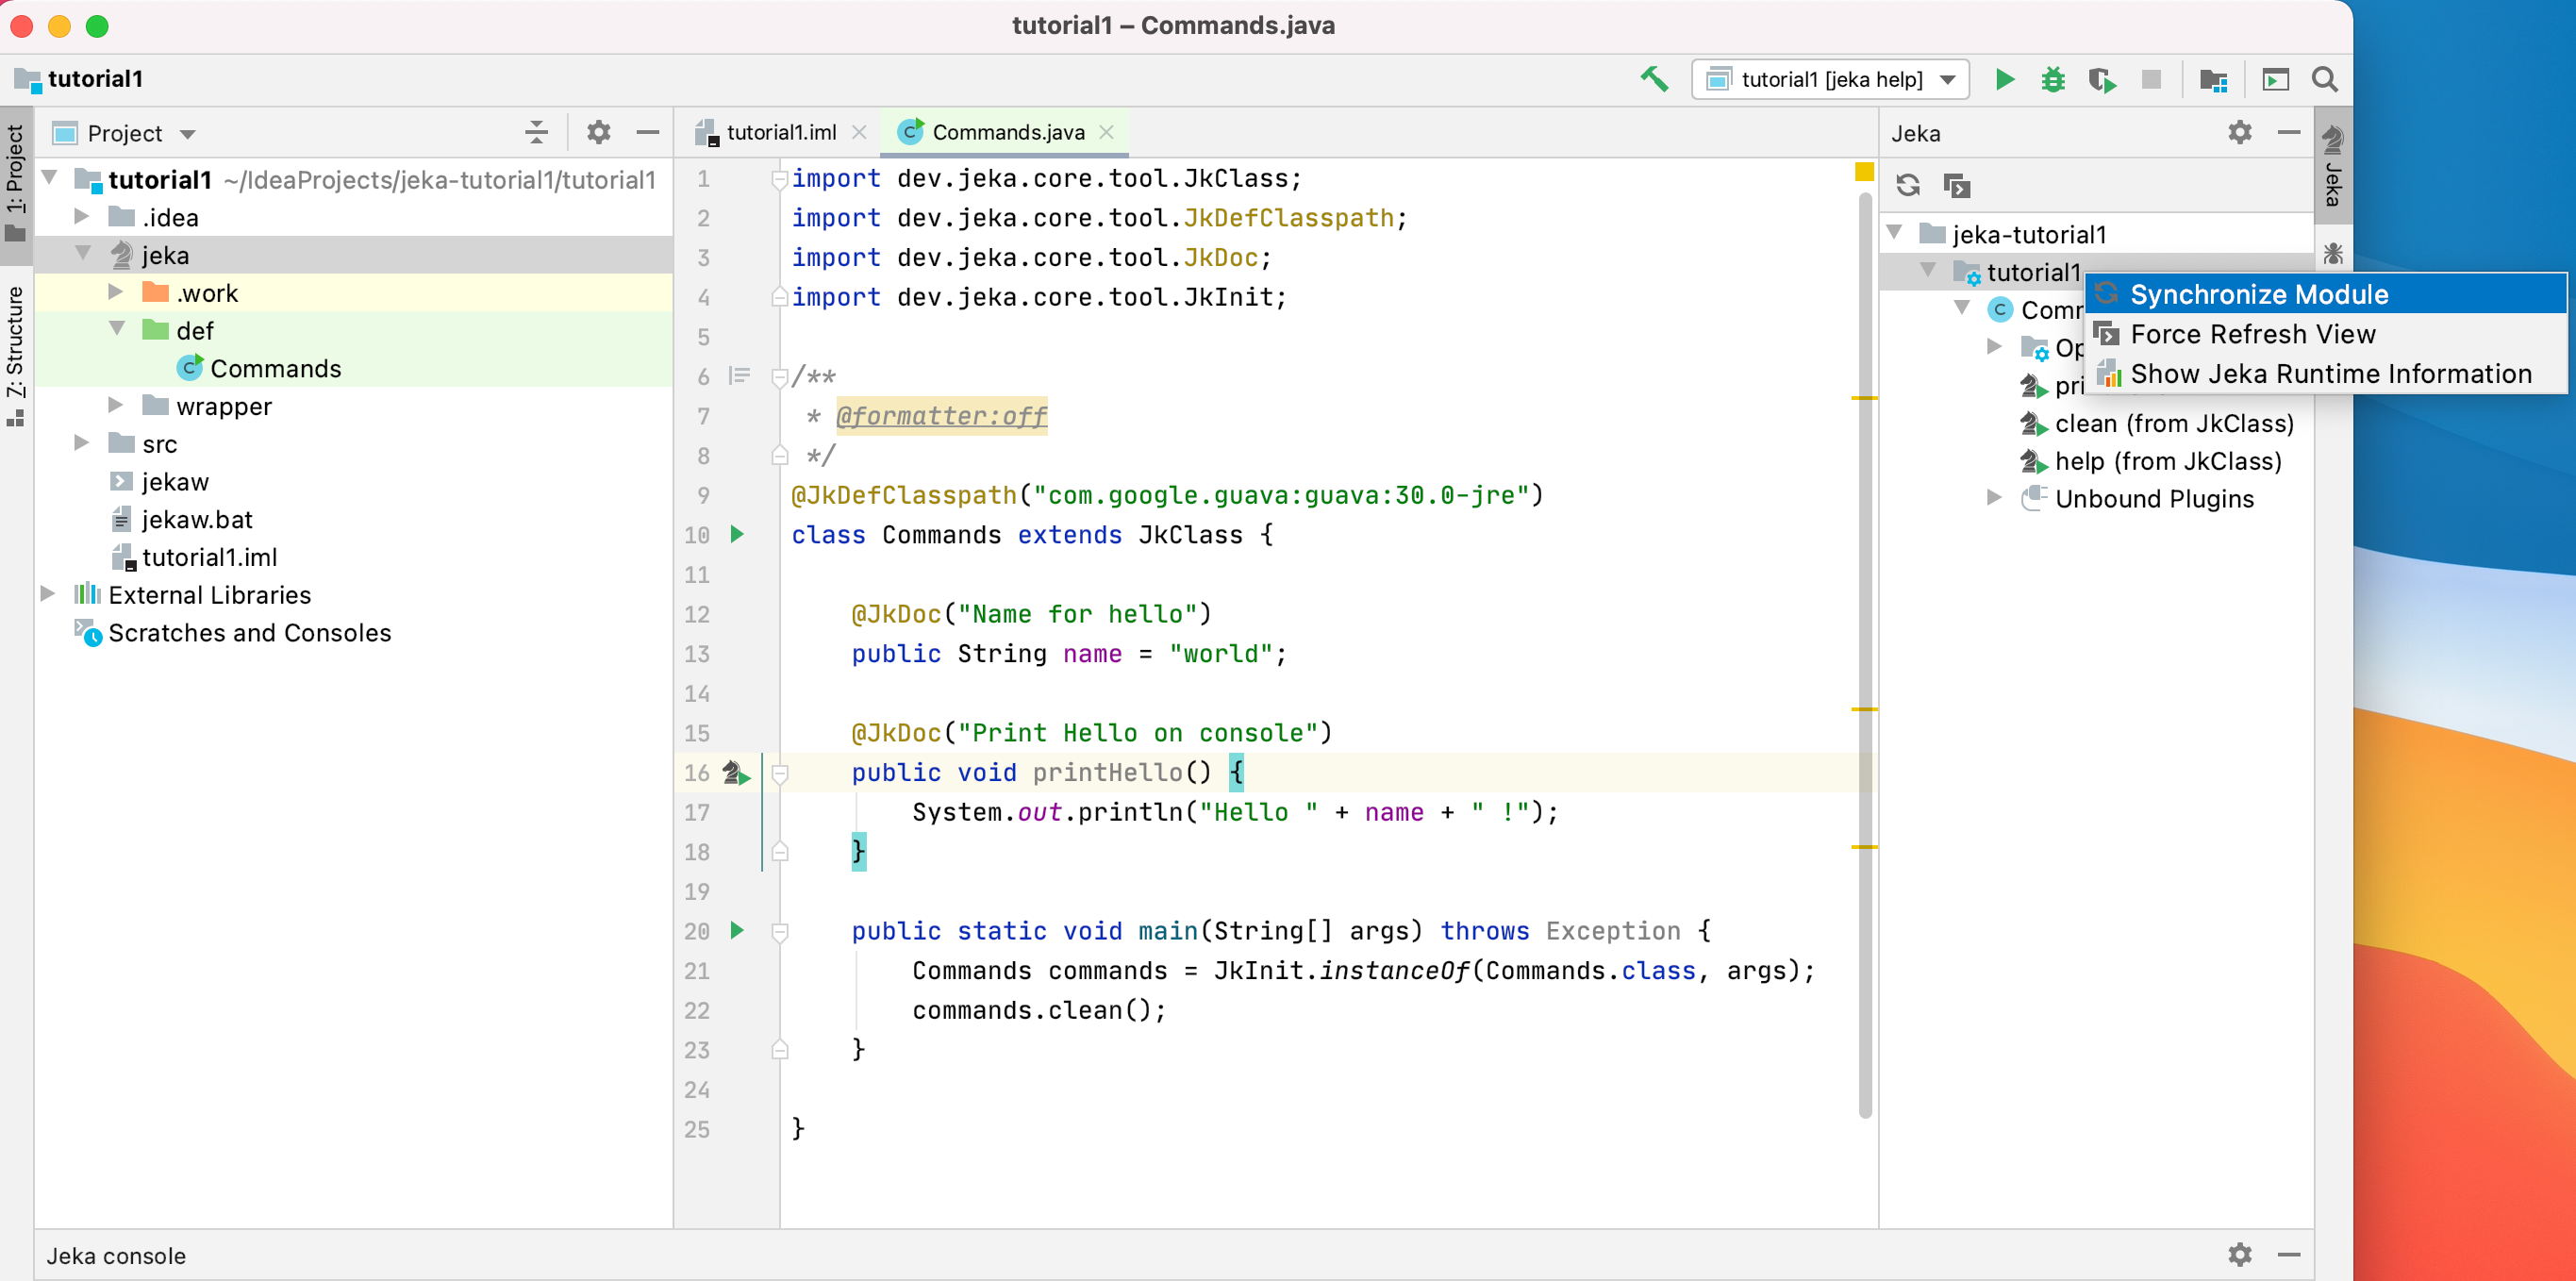 tutorial1 – Commands.java
tutorial1
tutorial1 [jeka help]
1: Project
Z: Structure
Project
tutorial1 ~/IdeaProjects/jeka-tutorial1/tutorial1
.idea
jeka
.work
def
Commands
wrapper
src
jekaw
jekaw.bat
tutorial1.iml
External Libraries
Scratches and Consoles
tutorial1.iml
Commands.java
1 import dev.jeka.core.tool.JkClass;
2 import dev.jeka.core.tool.JkDefClasspath;
3 import dev.jeka.core.tool.JkDoc;
4 import dev.jeka.core.tool.JkInit;
5
6 /**
7 * @formatter:off
8 */
9 @JkDefClasspath("com.google.guava:guava:30.0-jre")
10 class Commands extends JkClass {
11
12 @JkDoc("Name for hello")
13 public String name = "world";
14
15 @JkDoc("Print Hello on console")
16 public void printHello() {
17 System.out.println("Hello " + name + " !");
18 }
19
20 public static void main(String[] args) throws Exception {
21 Commands commands = JkInit.instanceOf(Commands.class, args);
22 commands.clean();
23 }
24
25 }
Jeka
jeka-tutorial1
tutorial1
Comm
Op
pri
clean (from JkClass)
help (from JkClass)
Unbound Plugins
Synchronize Module
Force Refresh View
Show Jeka Runtime Information
Jeka
Jeka console